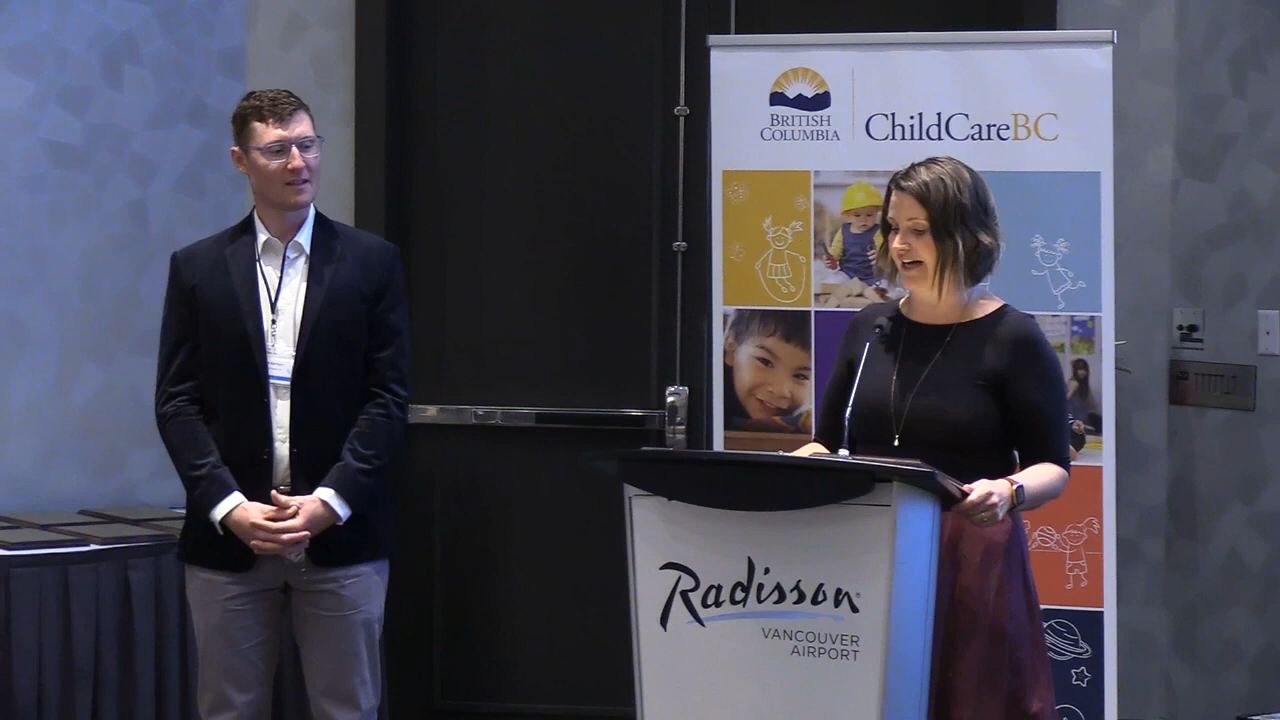 BRITISH
COLUMBIA
ChildCareBC
Radisson
VANCOUVER
AIRPORT